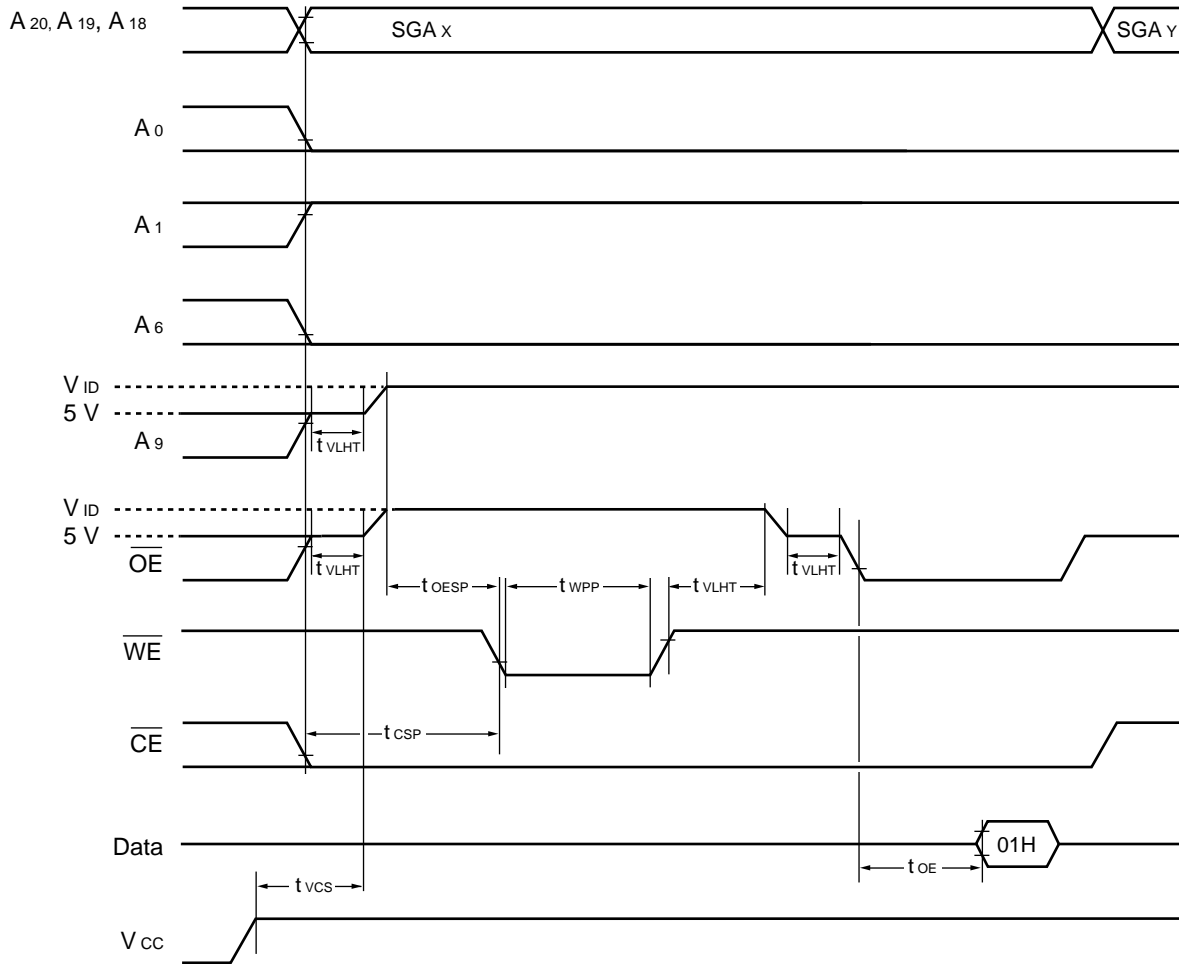 A 20, A 19, A 18
SGA X
SGA Y
A 0
A 1
A 6
V ID
5 V
A 9
t VLHT
V ID
5 V
OE
t VLHT
t OESP
t WPP
t VLHT
t VLHT
WE
CE
t CSP
Data
01H
t OE
t VCS
V CC